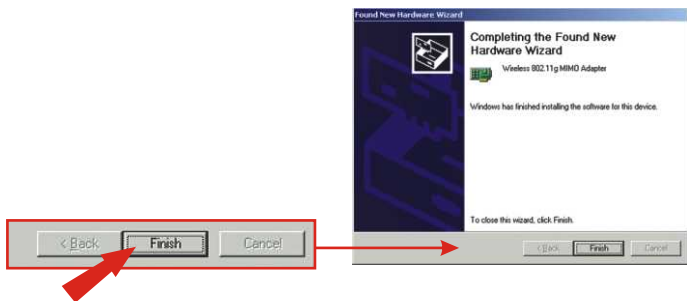 Found New Hardware Wizard
Completing the Found New
Hardware Wizard
Wireless 802.11g MIMO Adapter
Windows has finished installing the software for this device.
To close this wizard, click Finish.
< Back Finish Cancel
< Back Finish Cancel